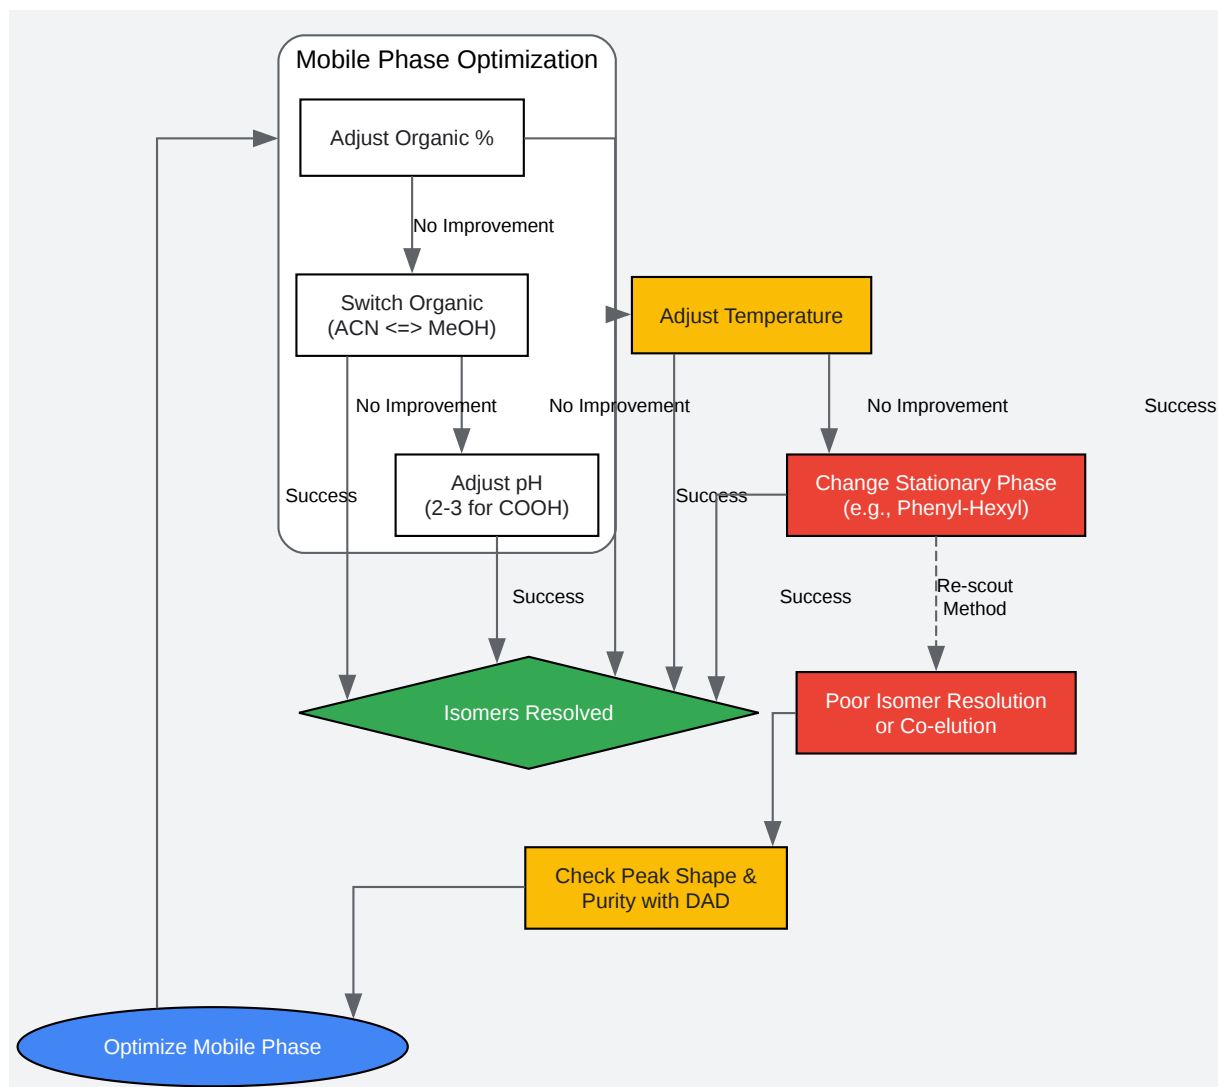 Mobile Phase Optimization
Adjust Organic %
No Improvement
Switch Organic
(ACN <=> MeOH)
Adjust Temperature
No Improvement
No Improvement
No Improvement
Success
Adjust pH
(2-3 for COOH)
Change Stationary Phase
(e.g., Phenyl-Hexyl)
Success
Success
Success
Success
Re-scout
Method
Isomers Resolved
Poor Isomer Resolution
or Co-elution
Check Peak Shape &
Purity with DAD
Optimize Mobile Phase